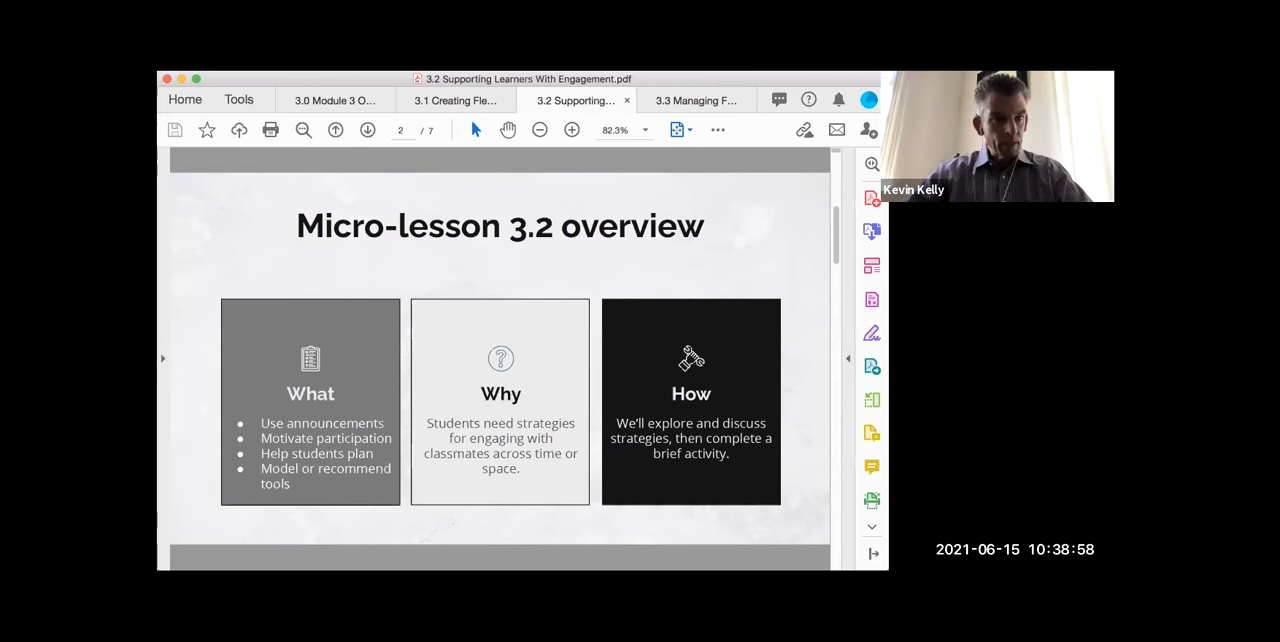 3.2 Supporting Learners With Engagement.pdf
Home Tools 3.0 Module 3 O... 3.1 Creating Fle... 3.2 Supporting... × 3.3 Managing F...
2 / 7 82.3%
Kevin Kelly
Micro-lesson 3.2 overview
What
● Use announcements
● Motivate participation
● Help students plan
● Model or recommend
tools
?
Why
Students need strategies
for engaging with
classmates across time or
space.
How
We'll explore and discuss
strategies, then complete a
brief activity.
2021-06-15 10:38:58